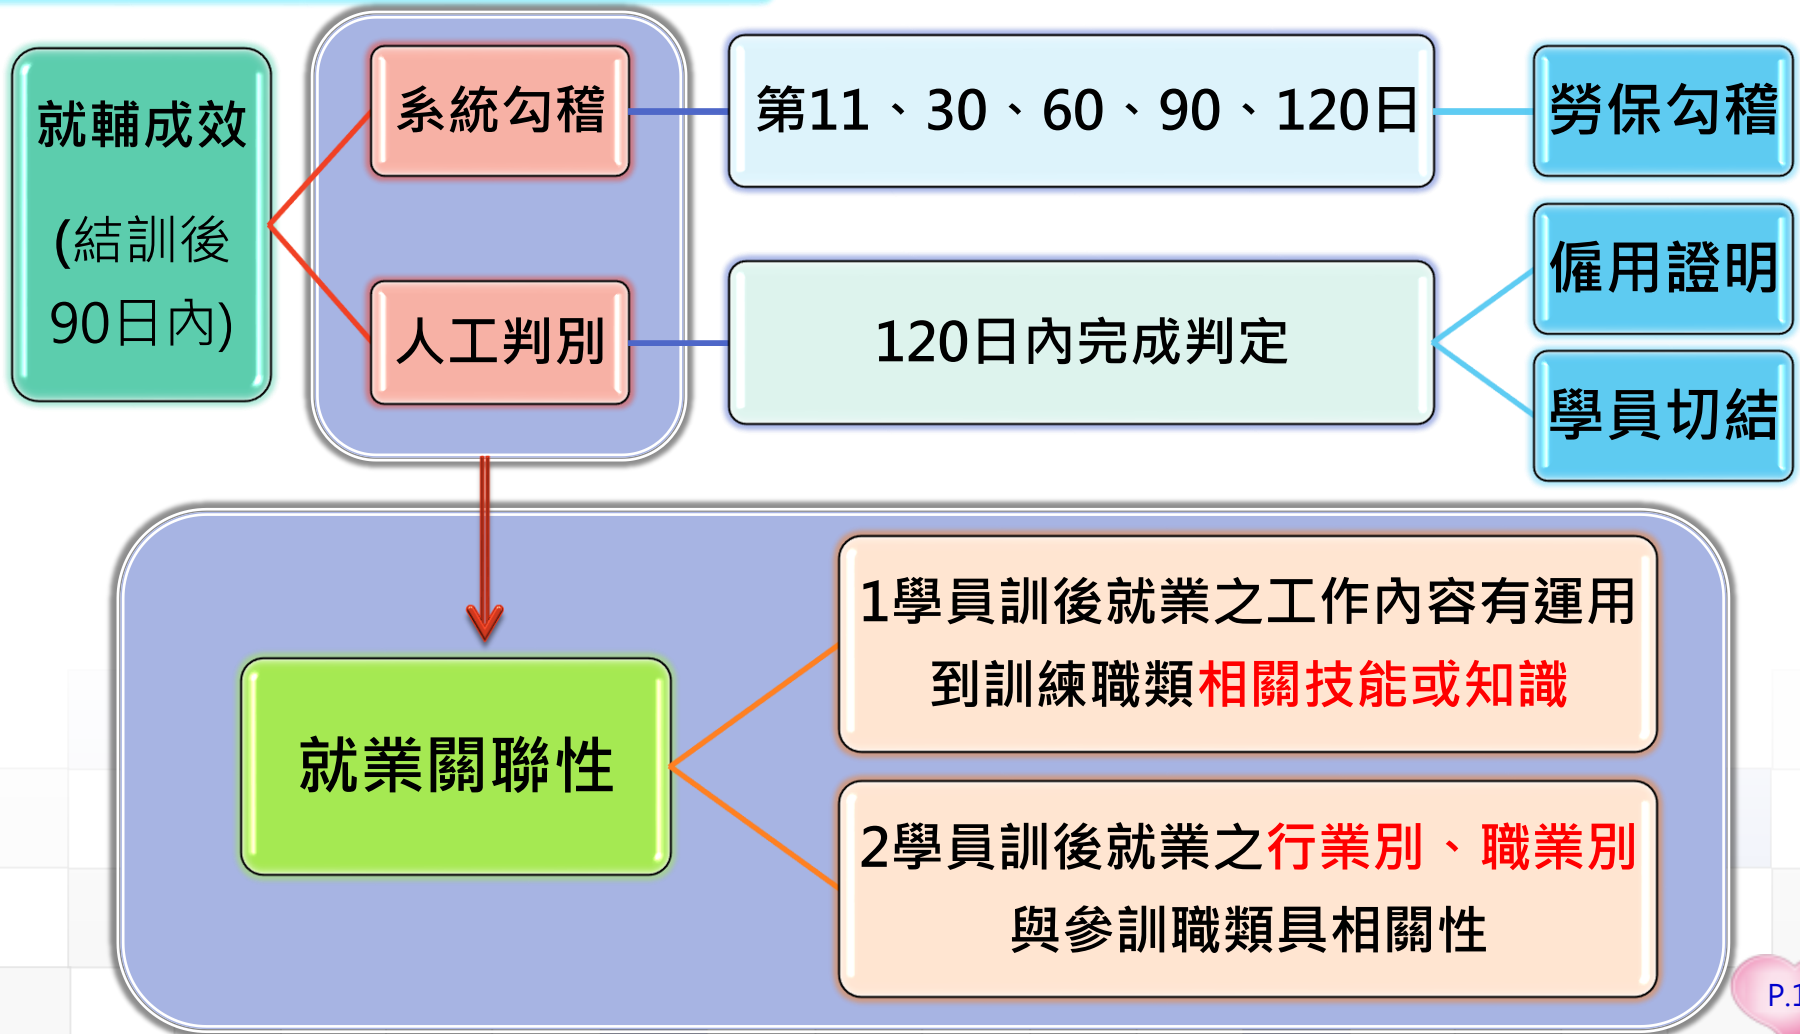 就輔成效
(結訓後
90日內)
系統勾稽
第11、30、60、90、120日
勞保勾稽
人工判別
120日內完成判定
僱用證明
學員切結
就業關聯性
1學員訓後就業之工作內容有運用
到訓練職類相關技能或知識
2學員訓後就業之行業別、職業別
與參訓職類具相關性